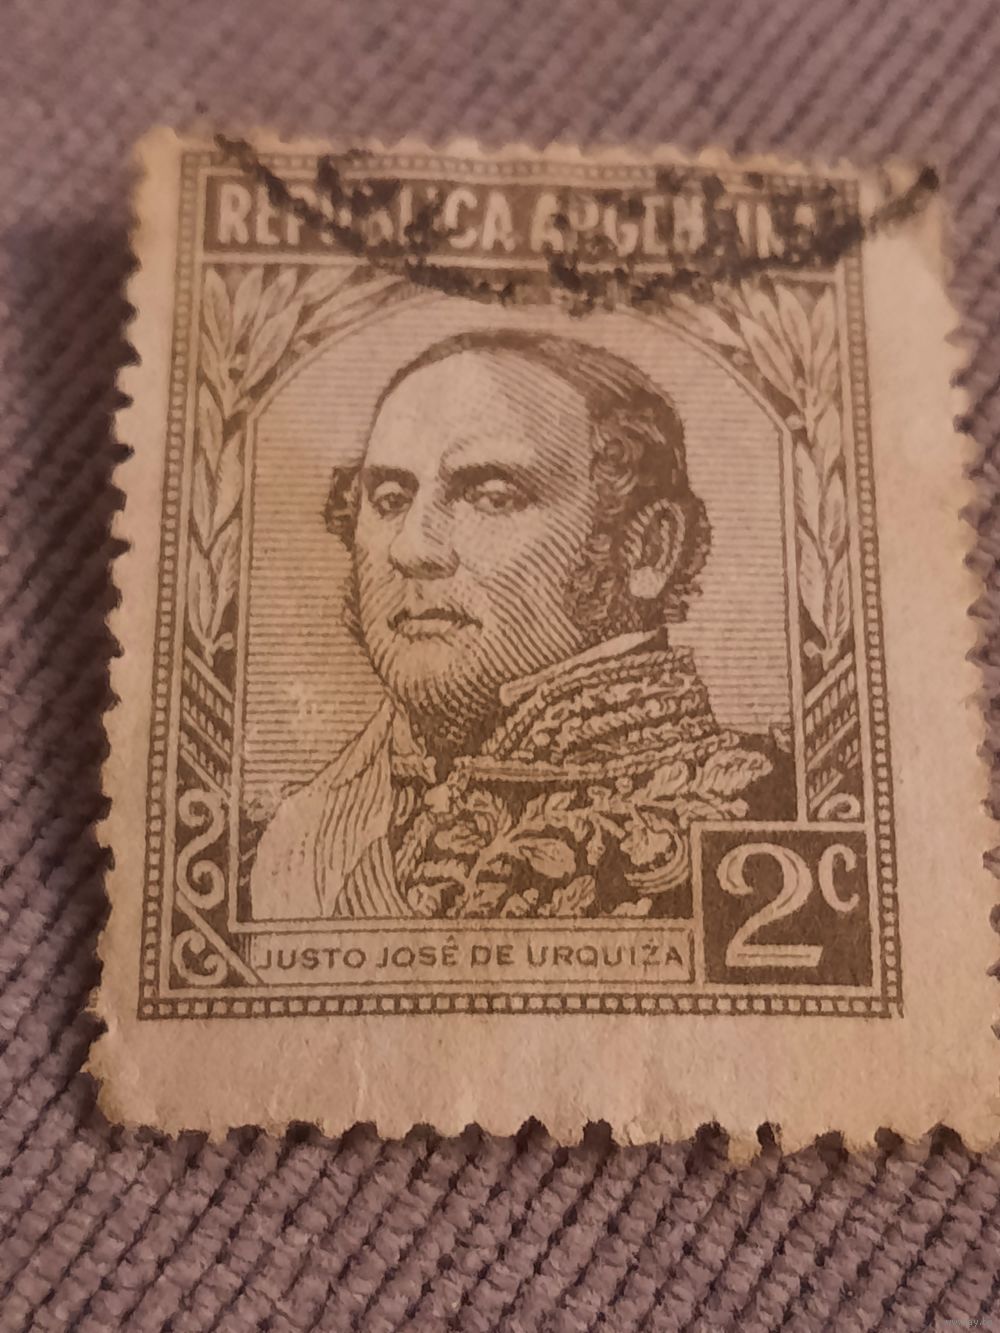 REPUBLICA ARGENTINA
2c
JUSTO JOSÉ DE URQUIZA